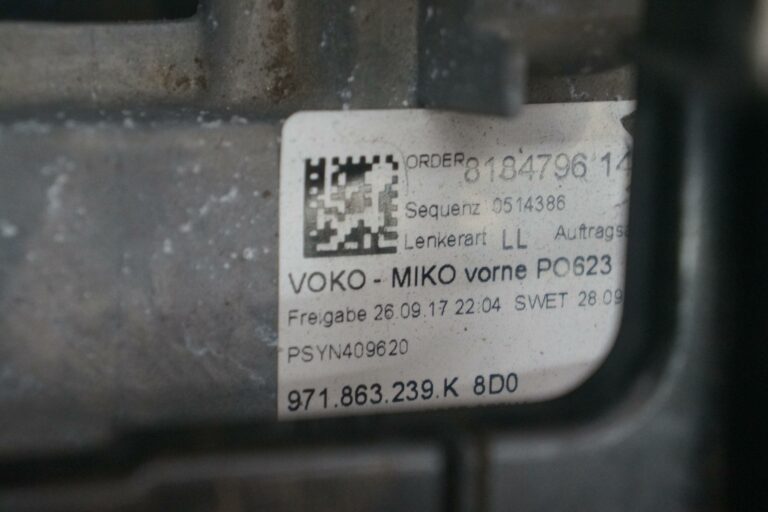 ORDER 8184796 14
Sequenz 0514386
Lenkerart LL Auftrags
VOKO - MIKO vorne PO623
Freigabe 26.09.17 22:04 SWET 28.09
PSYN409620
971.863.239.K 8D0